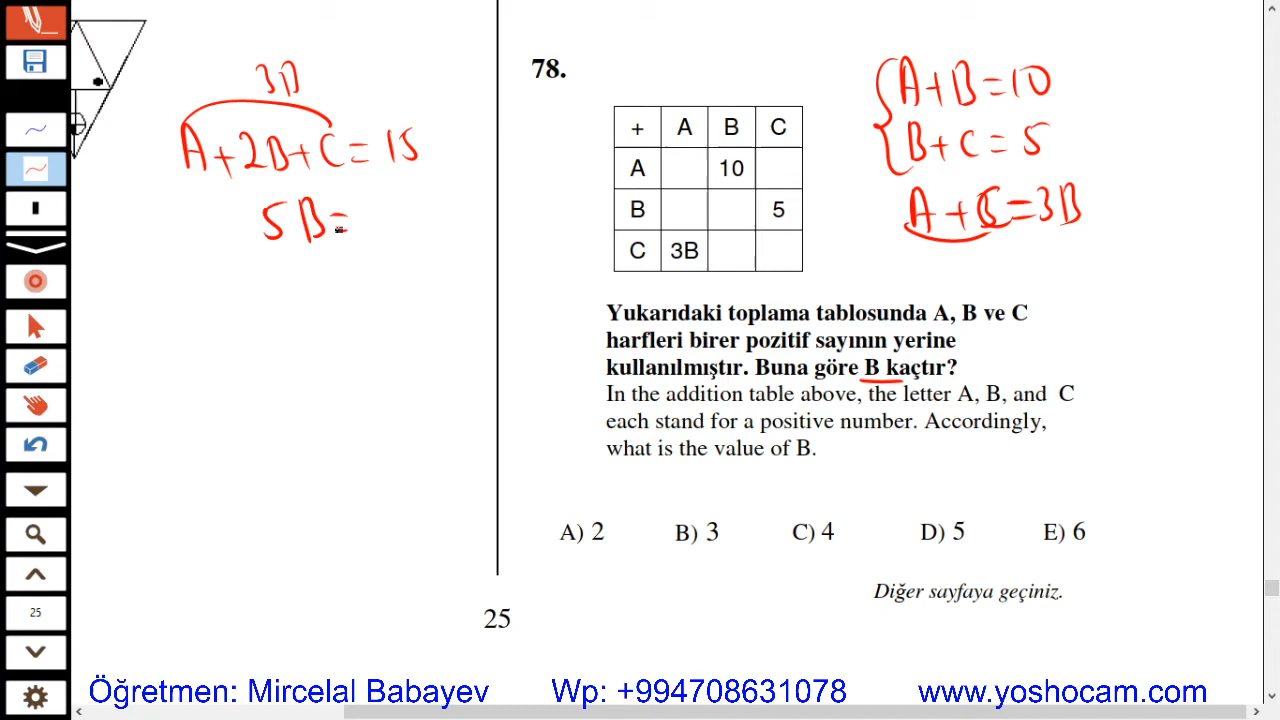 3B
A+2B+C=15
5B=
78.
+ A B C
A 10
B 5
C 3B
A+B=10
B+C=5
A+C=3B
Yukarıdaki toplama tablosunda A, B ve C
harfleri birer pozitif sayının yerine
kullanılmıştır. Buna göre B kaçtır?
In the addition table above, the letter A, B, and C
each stand for a positive number. Accordingly,
what is the value of B.
A) 2 B) 3 C) 4 D) 5 E) 6
Diğer sayfaya geçiniz.
25
25
Öğretmen: Mircelal Babayev Wp: +994708631078 www.yoshocam.com